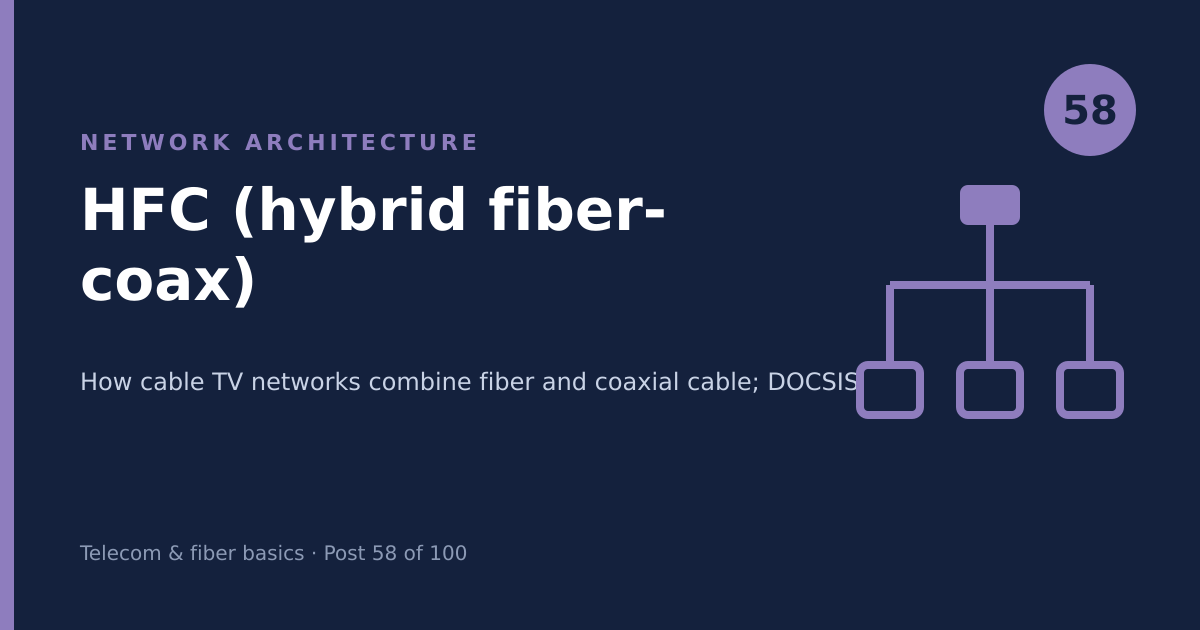 58
NETWORK ARCHITECTURE
HFC (hybrid fiber-
coax)
How cable TV networks combine fiber and coaxial cable; DOCSIS
Telecom & fiber basics · Post 58 of 100